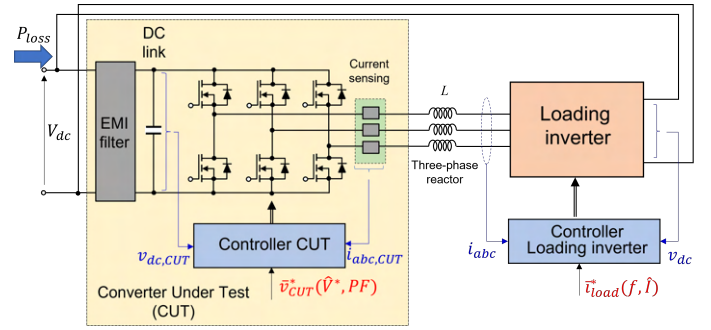 P_loss
DC
link
V_dc
EMI
filter
Current
sensing
L
Three-phase
reactor
Loading
inverter
v_dc,CUT
Controller CUT
i_abc,CUT
i_abc
Controller
Loading inverter
v_dc
Converter Under Test
(CUT)
v̄*_CUT(V̂*, PF)
ῑ*_load(f, Î)